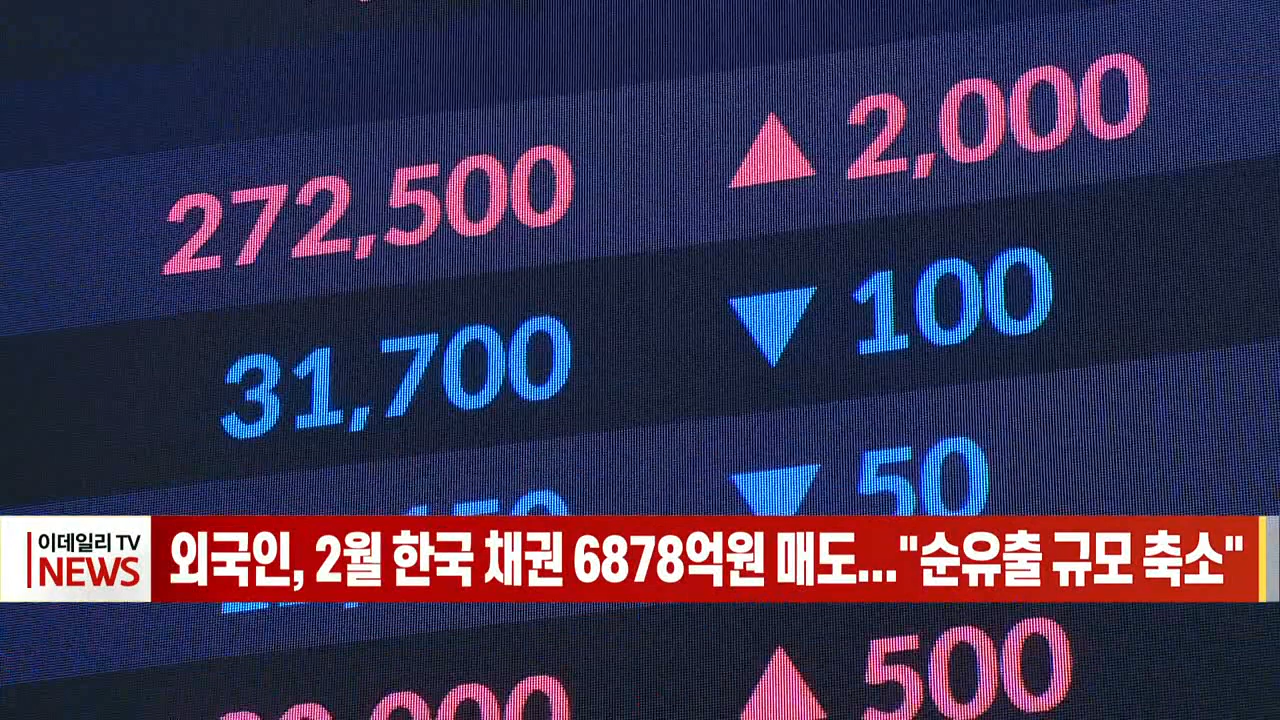 272,500 ▲ 2,000
31,700 ▼ 100
▼ 50
이데일리 TV
NEWS
외국인, 2월 한국 채권 6878억원 매도..."순유출 규모 축소"
▲ 500